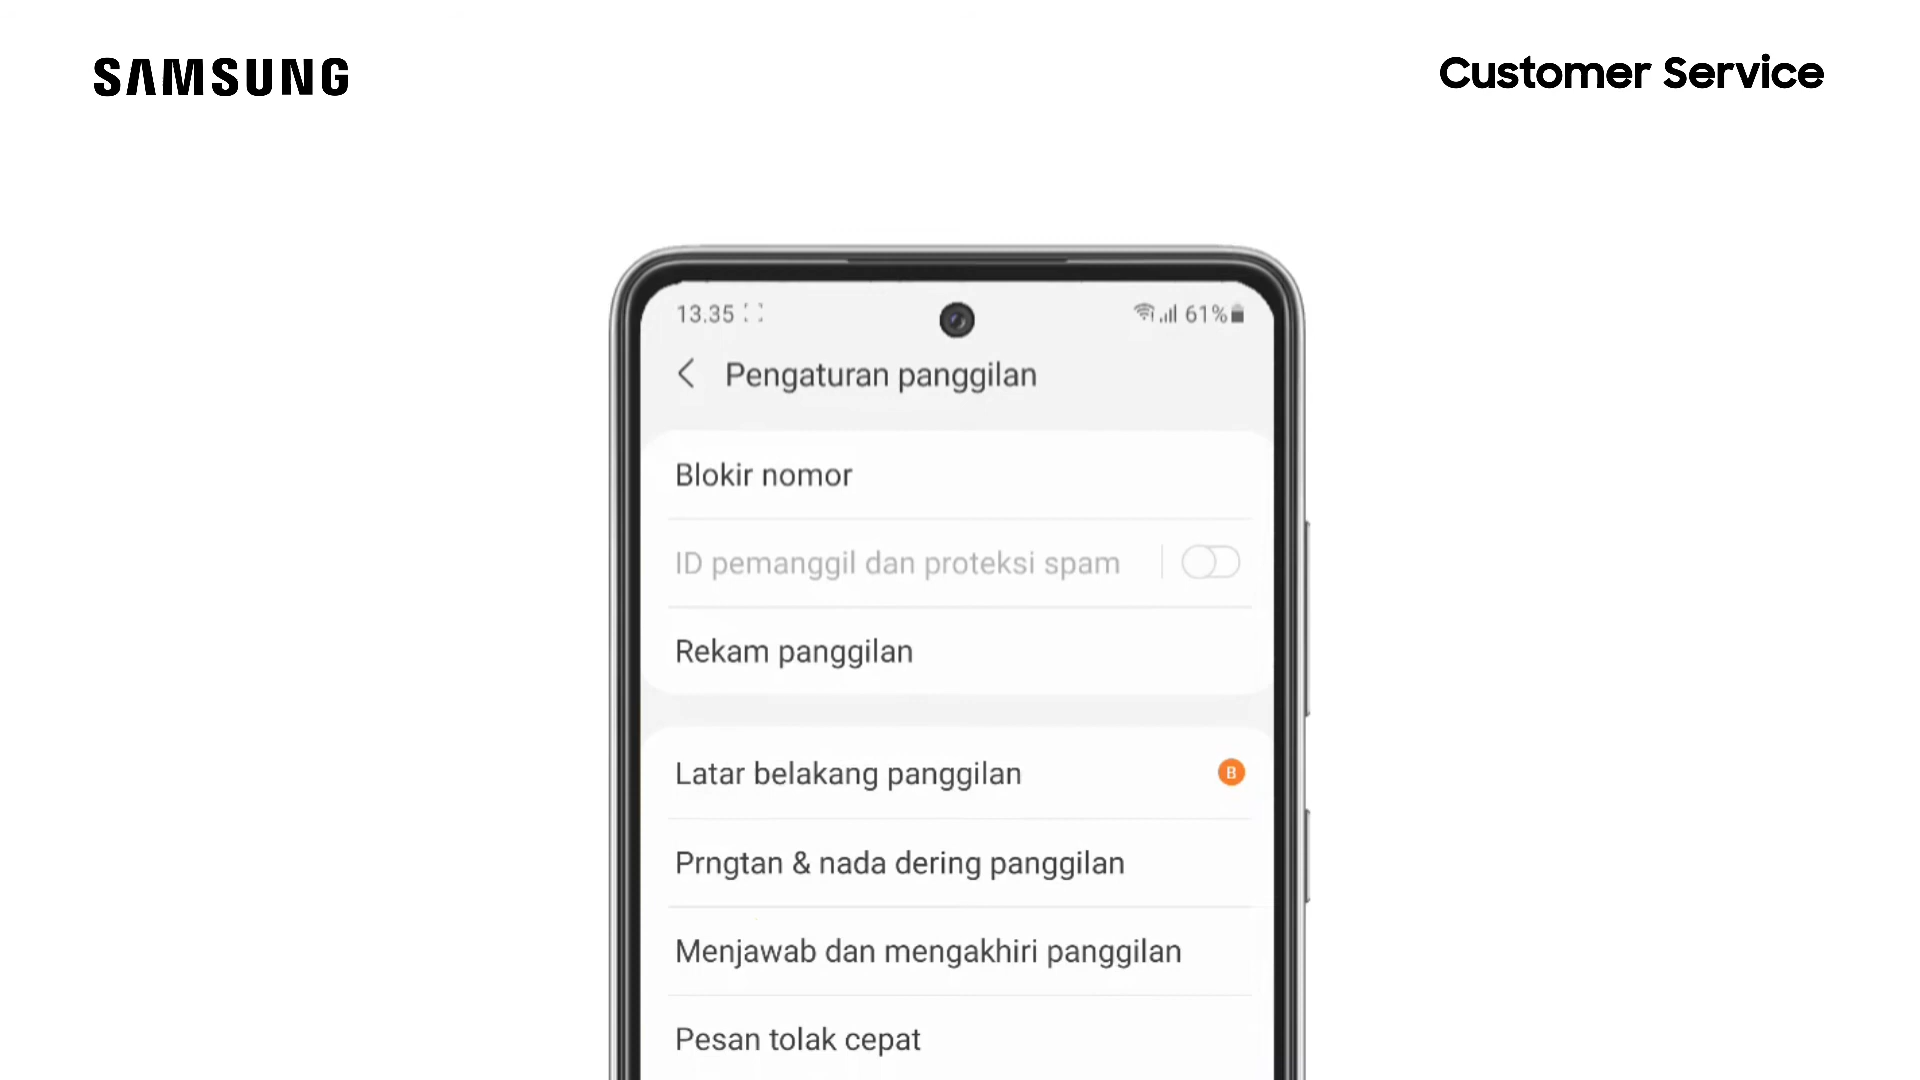 SAMSUNG
Customer Service
13.35
61%
Pengaturan panggilan
Blokir nomor
ID pemanggil dan proteksi spam
Rekam panggilan
Latar belakang panggilan
B
Prngtan & nada dering panggilan
Menjawab dan mengakhiri panggilan
Pesan tolak cepat